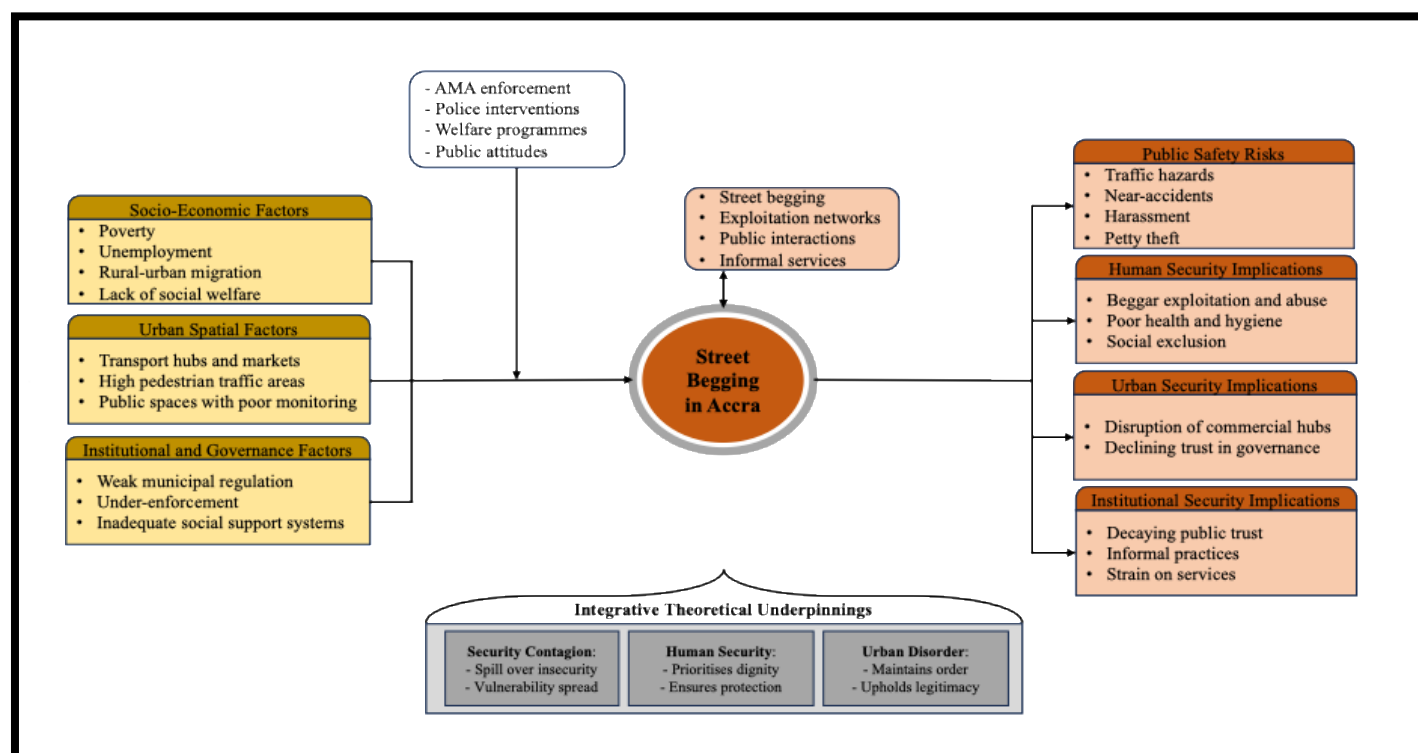 - AMA enforcement
- Police interventions
- Welfare programmes
- Public attitudes
Socio-Economic Factors
• Poverty
• Unemployment
• Rural-urban migration
• Lack of social welfare
Urban Spatial Factors
• Transport hubs and markets
• High pedestrian traffic areas
• Public spaces with poor monitoring
Institutional and Governance Factors
• Weak municipal regulation
• Under-enforcement
• Inadequate social support systems
• Street begging
• Exploitation networks
• Public interactions
• Informal services
Street
Begging
in Accra
Public Safety Risks
• Traffic hazards
• Near-accidents
• Harassment
• Petty theft
Human Security Implications
• Beggar exploitation and abuse
• Poor health and hygiene
• Social exclusion
Urban Security Implications
• Disruption of commercial hubs
• Declining trust in governance
Institutional Security Implications
• Decaying public trust
• Informal practices
• Strain on services
Integrative Theoretical Underpinnings
Security Contagion:
- Spill over insecurity
- Vulnerability spread
Human Security:
- Prioritises dignity
- Ensures protection
Urban Disorder:
- Maintains order
- Upholds legitimacy